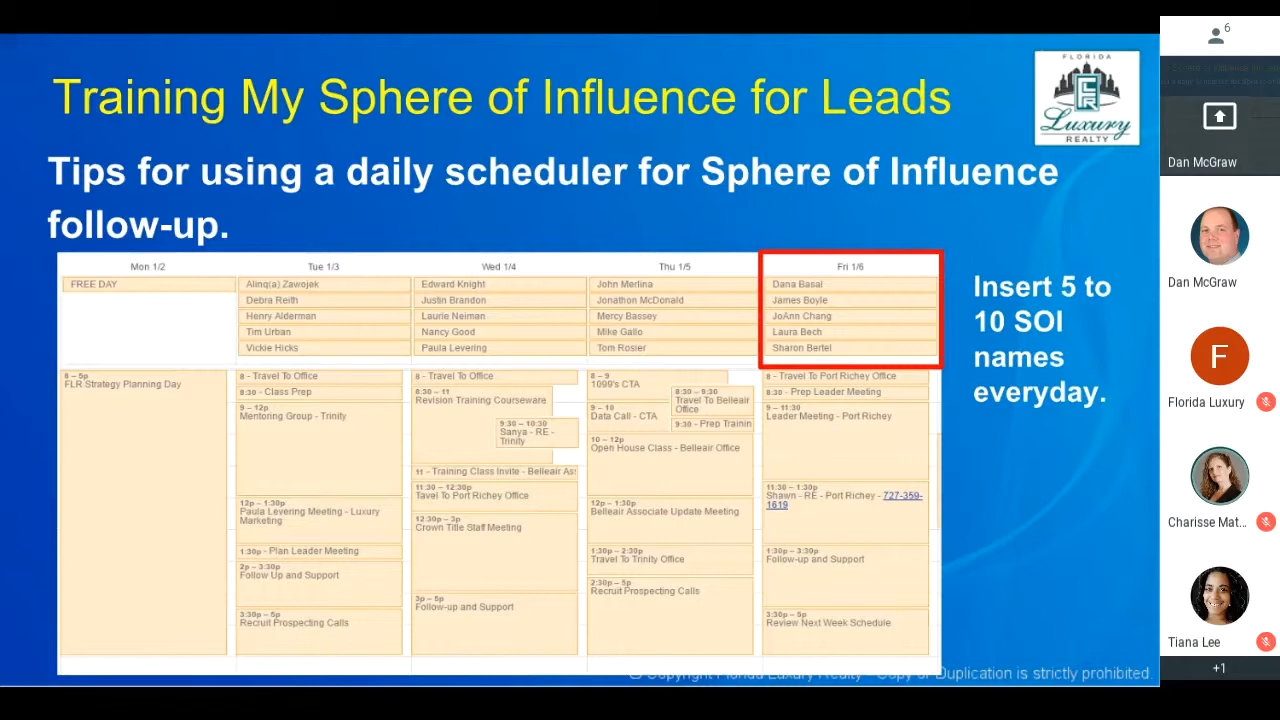 6
Training My Sphere of Influence for Leads
FLORIDA
FLR
Luxury
REALTY
Tips for using a daily scheduler for Sphere of Influence
follow-up.
Mon 1/2
Tue 1/3
Wed 1/4
Thu 1/5
Fri 1/6
FREE DAY
Alinq(a) Zawojek
Edward Knight
John Merlina
Dana Basal
Debra Reith
Justin Brandon
Jonathon McDonald
James Boyle
Henry Alderman
Laurie Neiman
Mercy Bassey
JoAnn Chang
Tim Urban
Nancy Good
Mike Gallo
Laura Bech
Vickie Hicks
Paula Levering
Tom Rosier
Sharon Bertel
8 – 5p
FLR Strategy Planning Day
8 - Travel To Office
8:30 - Class Prep
9 – 12p
Mentoring Group - Trinity
12p – 1:30p
Paula Levering Meeting - Luxury
Marketing
1:30p - Plan Leader Meeting
2p – 3:30p
Follow Up and Support
3:30p – 5p
Recruit Prospecting Calls
8 - Travel To Office
8:30 – 11
Revision Training Courseware
9:30 – 10:30
Sanya - RE -
Trinity
11 - Training Class Invite - Belleair Ass
11:30 – 12:30p
Tavel To Port Richey Office
12:30p – 3p
Crown Title Staff Meeting
3p – 5p
Follow-up and Support
8 – 9
1099's CTA
8:30 – 9:30
Travel To Belleair
Office
9 – 10
Data Call - CTA
9:30 - Prep Trainin
10 – 12p
Open House Class - Belleair Office
12p – 1:30p
Belleair Associate Update Meeting
1:30p – 2:30p
Travel To Trinity Office
2:30p – 5p
Recruit Prospecting Calls
8 - Travel To Port Richey Office
8:30 - Prep Leader Meeting
9 – 11:30
Leader Meeting - Port Richey
11:30 – 1:30p
Shawn - RE - Port Richey - 727-359-
1619
1:30p – 3:30p
Follow-up and Support
3:30p – 5p
Review Next Week Schedule
Insert 5 to
10 SOI
names
everyday.
© Copyright Florida Luxury Realty - Copy or Duplication is strictly prohibited.
Dan McGraw
Dan McGraw
F
Florida Luxury
Charisse Mat...
Tiana Lee
+1